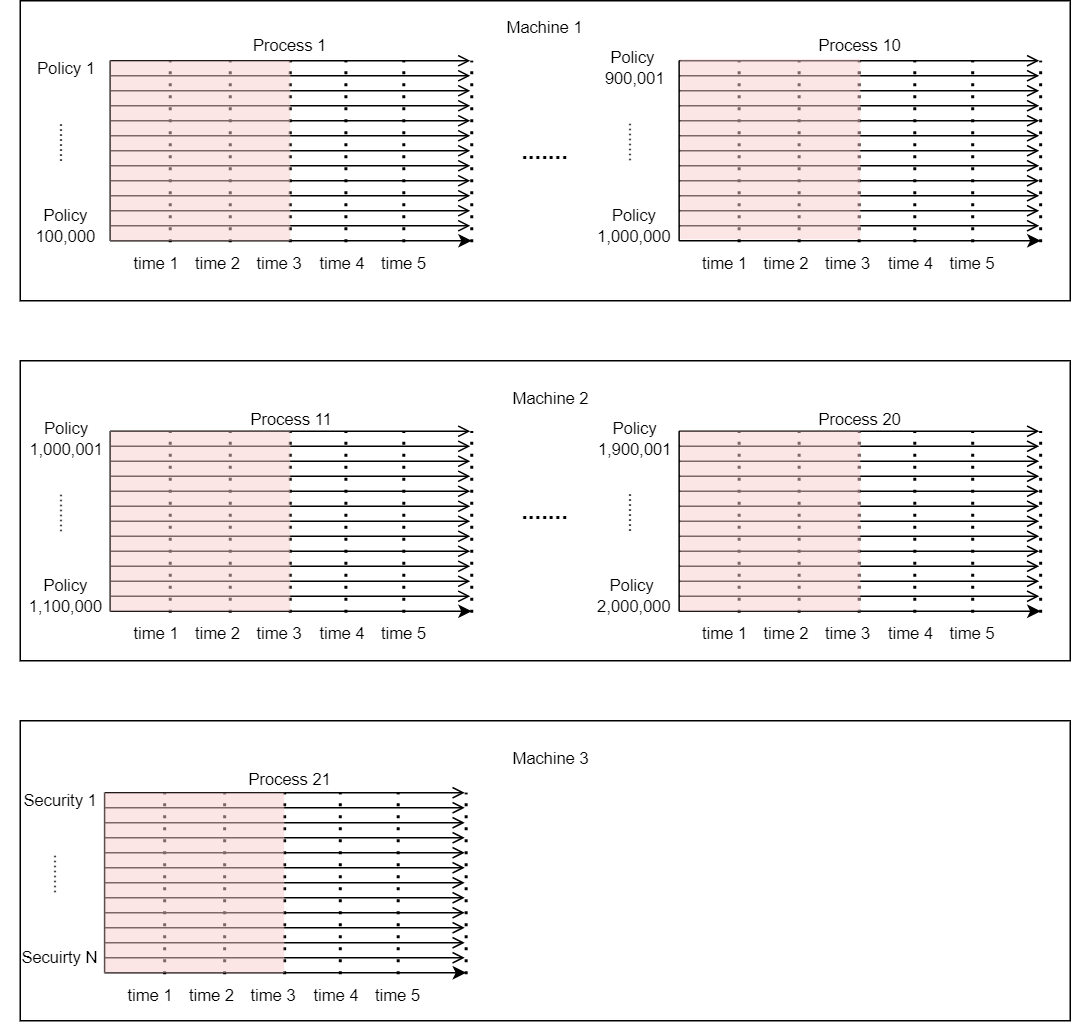 Machine 1
Process 1
Process 10
Policy 1
Policy
900,001
.......
Policy
100,000
Policy
1,000,000
time 1 time 2 time 3 time 4 time 5
time 1 time 2 time 3 time 4 time 5
Machine 2
Process 11
Process 20
Policy
1,000,001
Policy
1,900,001
.......
Policy
1,100,000
Policy
2,000,000
time 1 time 2 time 3 time 4 time 5
time 1 time 2 time 3 time 4 time 5
Machine 3
Process 21
Security 1
Secuirty N
time 1 time 2 time 3 time 4 time 5